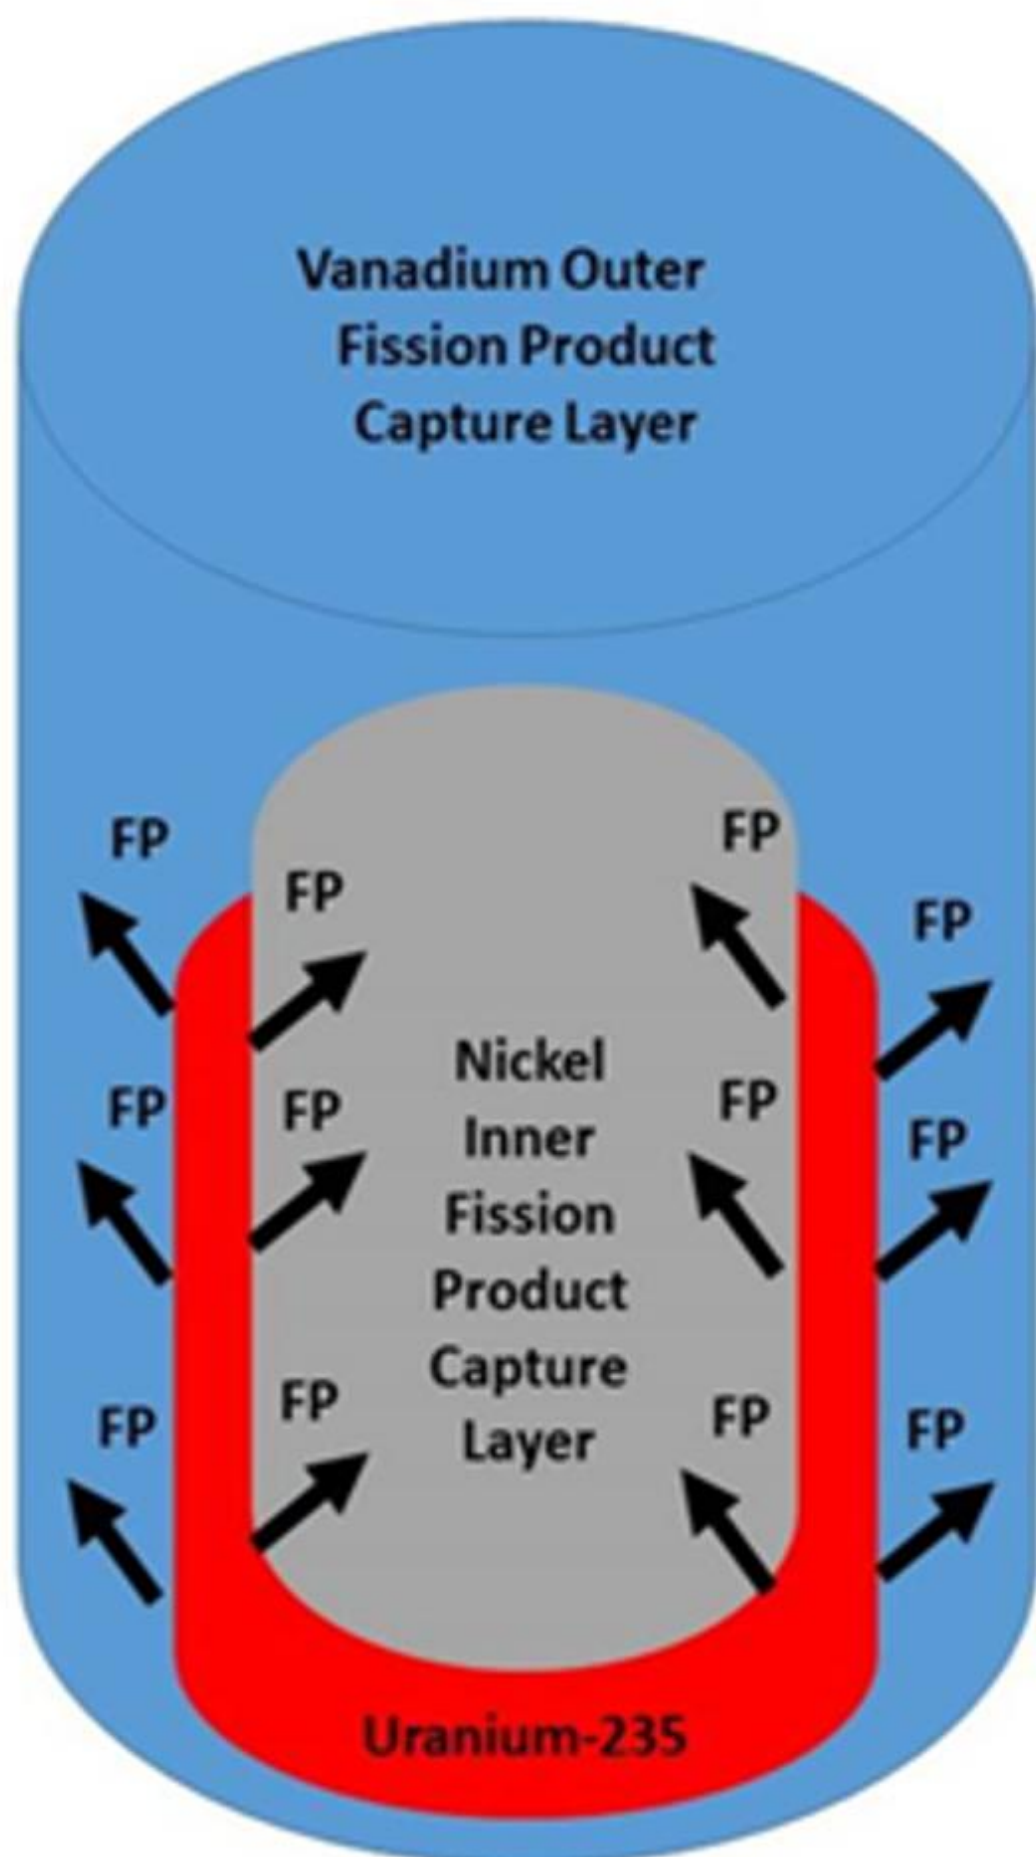 Vanadium Outer
Fission Product
Capture Layer
FP
FP
FP
FP
FP
FP
FP
FP
Nickel
Inner
Fission
Product
Capture
Layer
FP
FP
FP
FP
Uranium-235